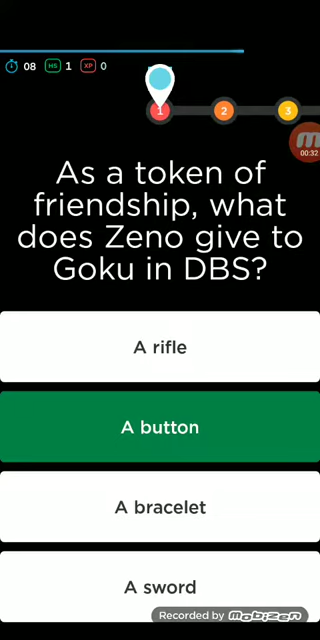 08 HS 1 XP 0
1 2 3
00:32
As a token of
friendship, what
does Zeno give to
Goku in DBS?
A rifle
A button
A bracelet
A sword
Recorded by MOBIZEN